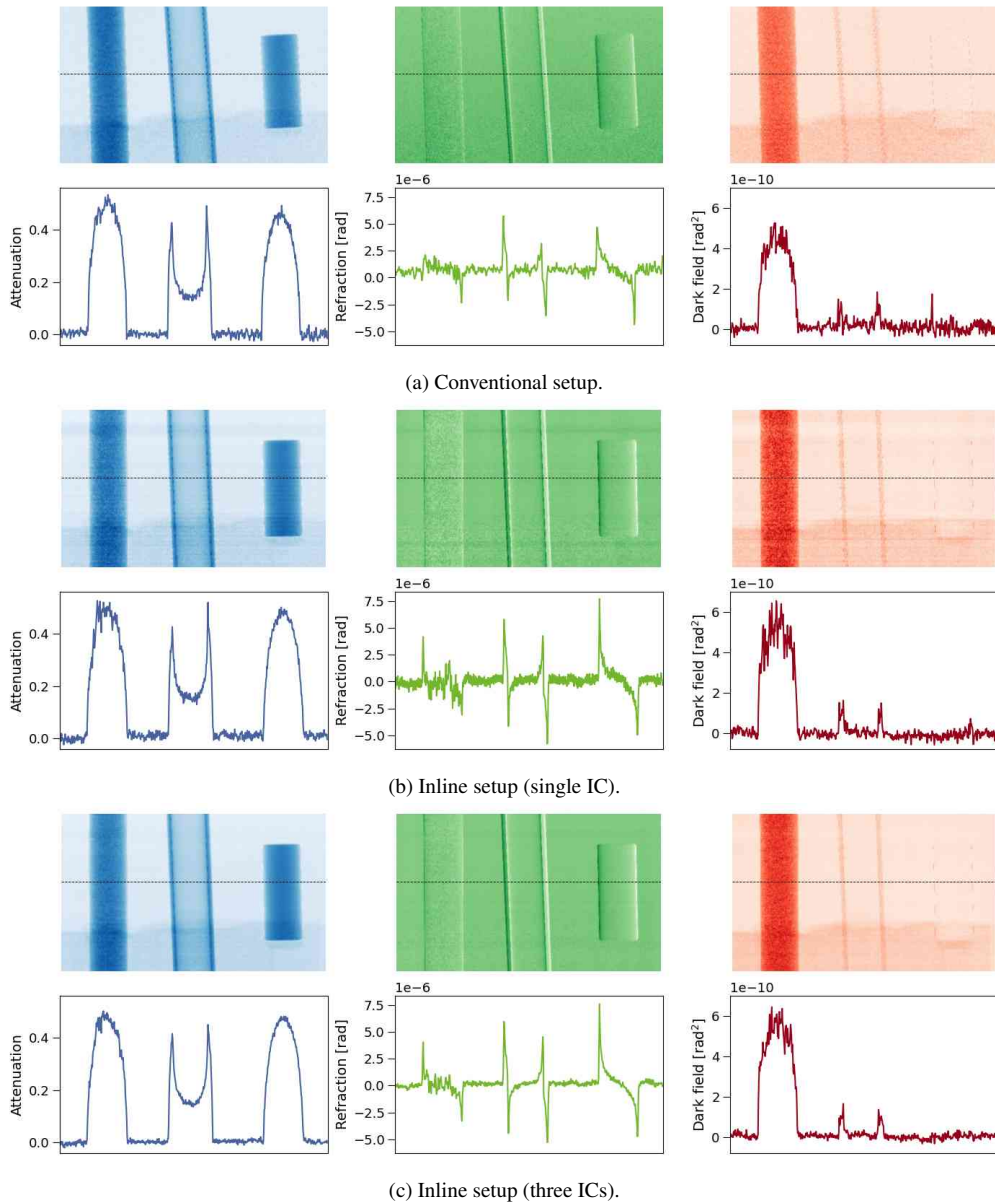 1e−6
1e−10
Attenuation
0.4
0.2
0.0
Refraction [rad]
7.5
5.0
2.5
0.0
−2.5
−5.0
Dark field [rad²]
6
4
2
0
(a) Conventional setup.
1e−6
1e−10
Attenuation
0.4
0.2
0.0
Refraction [rad]
7.5
5.0
2.5
0.0
−2.5
−5.0
Dark field [rad²]
6
4
2
0
(b) Inline setup (single IC).
1e−6
1e−10
Attenuation
0.4
0.2
0.0
Refraction [rad]
7.5
5.0
2.5
0.0
−2.5
−5.0
Dark field [rad²]
6
4
2
0
(c) Inline setup (three ICs).